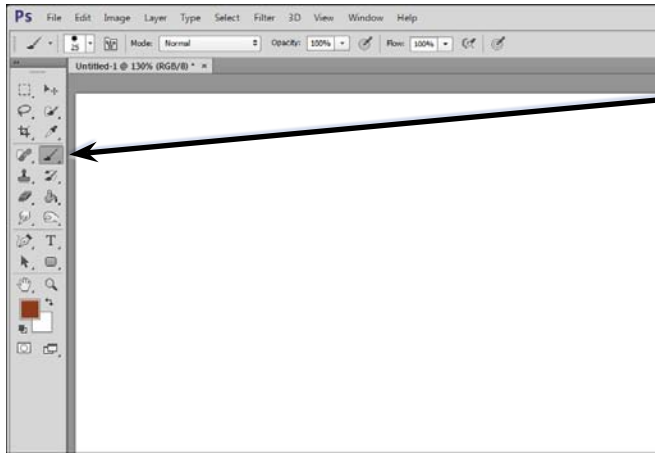 Ps File Edit Image Layer Type Select Filter 3D View Window Help
25 Mode: Normal Opacity: 100% Flow: 100%
Untitled-1 @ 130% (RGB/8) * ×
T